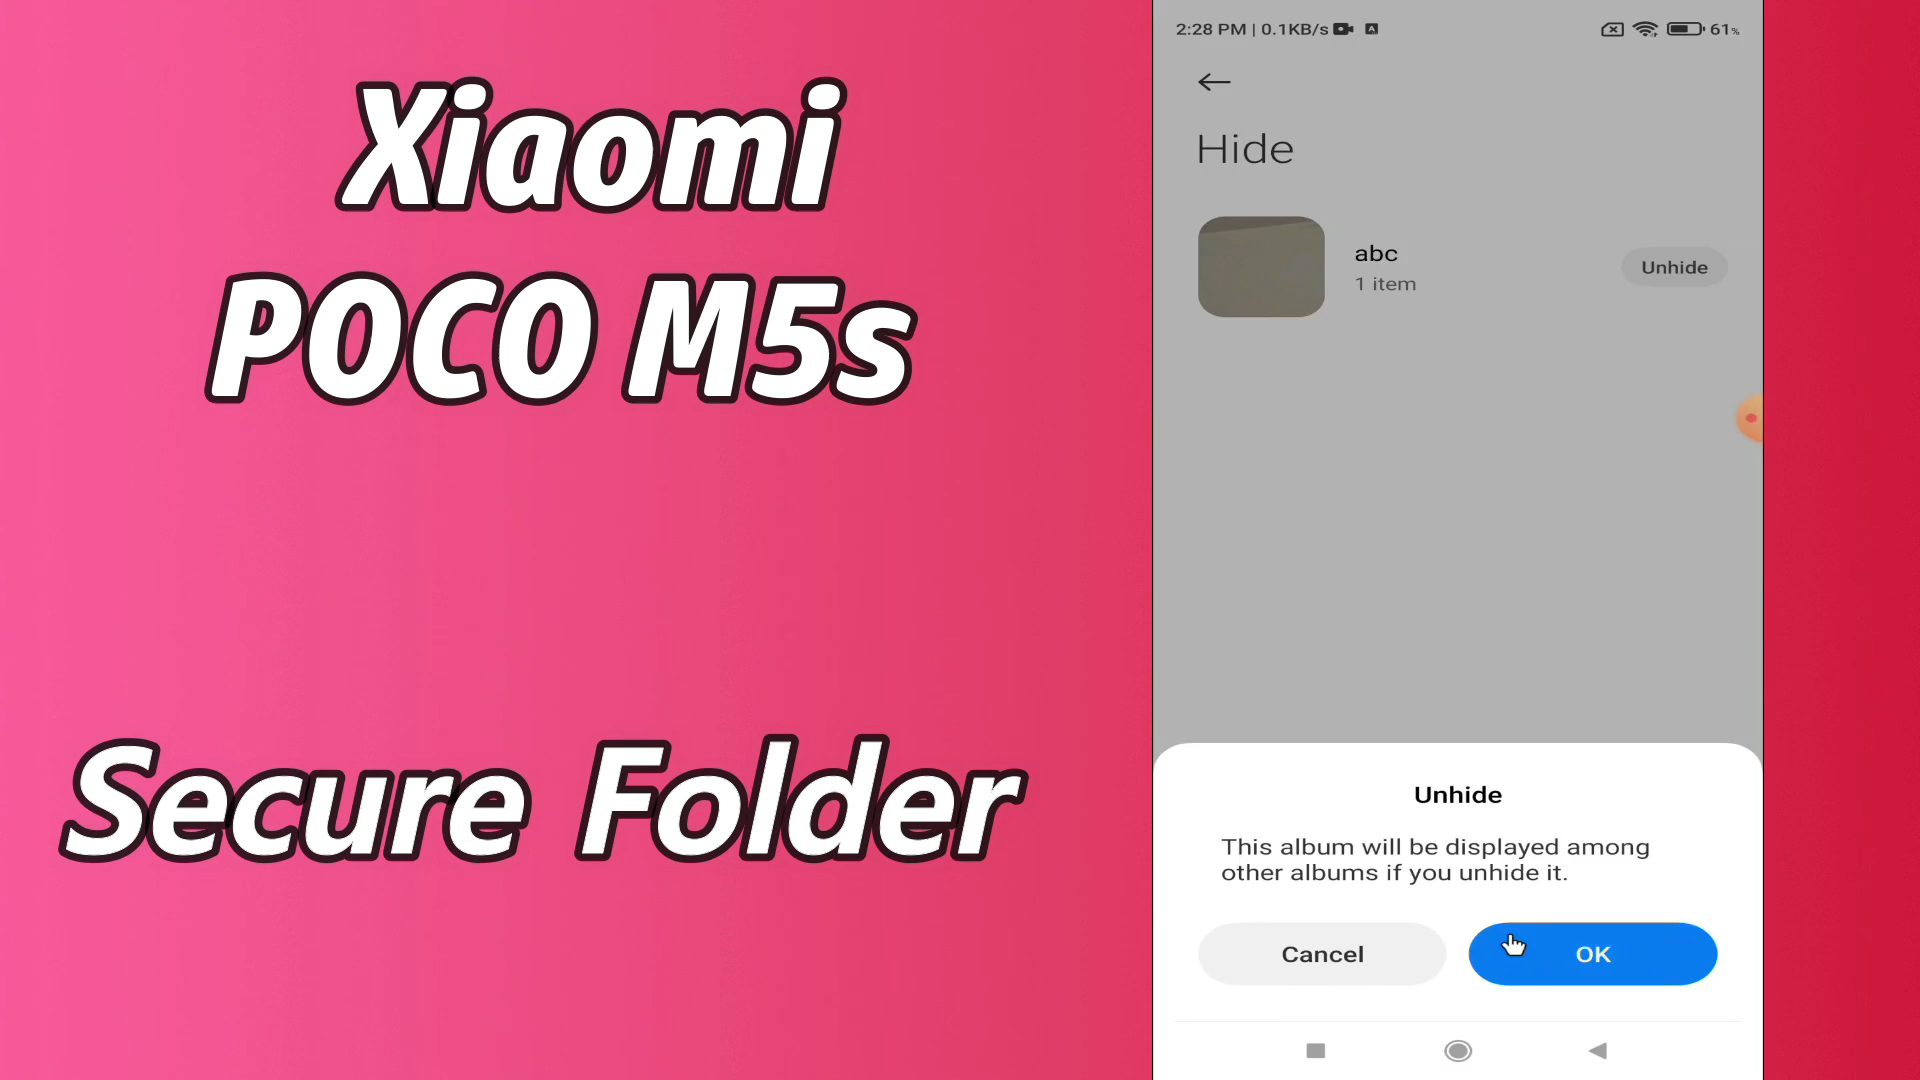 Xiaomi
POCO M5s
Secure Folder
2:28 PM | 0.1KB/s
61%
Hide
abc
1 item
Unhide
Unhide
This album will be displayed among
other albums if you unhide it.
Cancel
OK